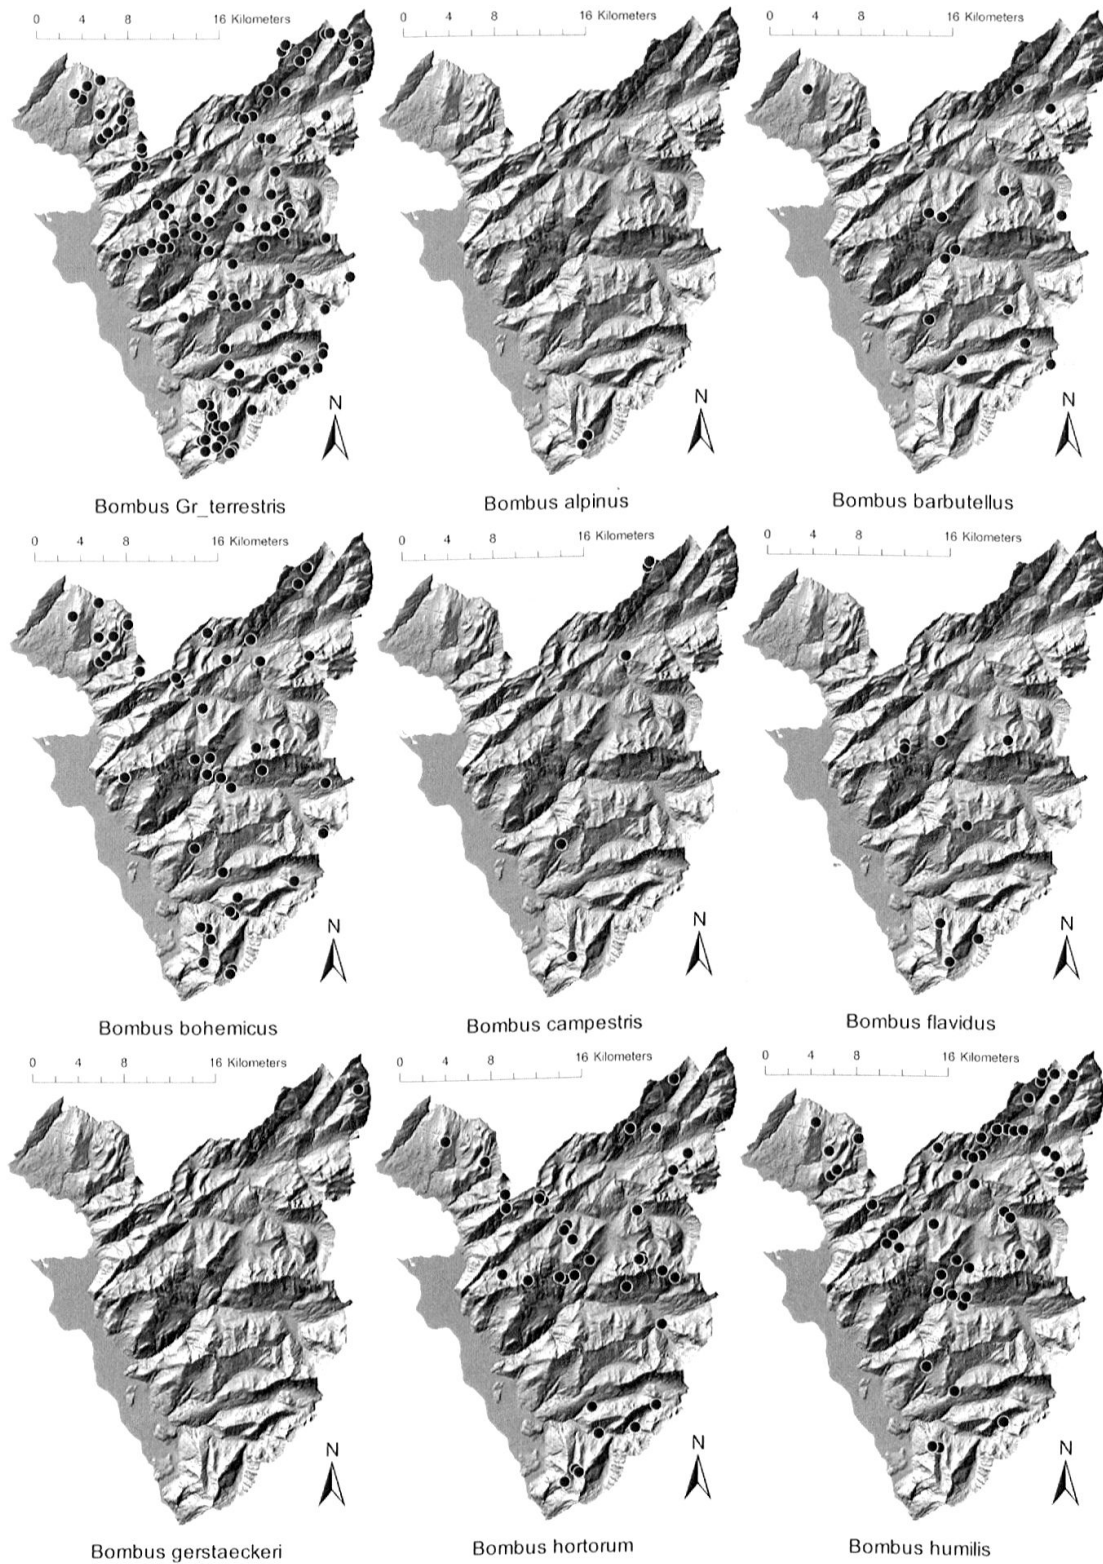 0 4 8 16 Kilometers
0 4 8 16 Kilometers
0 4 8 16 Kilometers
N
N
N
Bombus Gr_terrestris
Bombus alpinus
Bombus barbutellus
0 4 8 16 Kilometers
0 4 8 16 Kilometers
0 4 8 16 Kilometers
N
N
N
Bombus bohemicus
Bombus campestris
Bombus flavidus
0 4 8 16 Kilometers
0 4 8 16 Kilometers
0 4 8 16 Kilometers
N
N
N
Bombus gerstaeckeri
Bombus hortorum
Bombus humilis